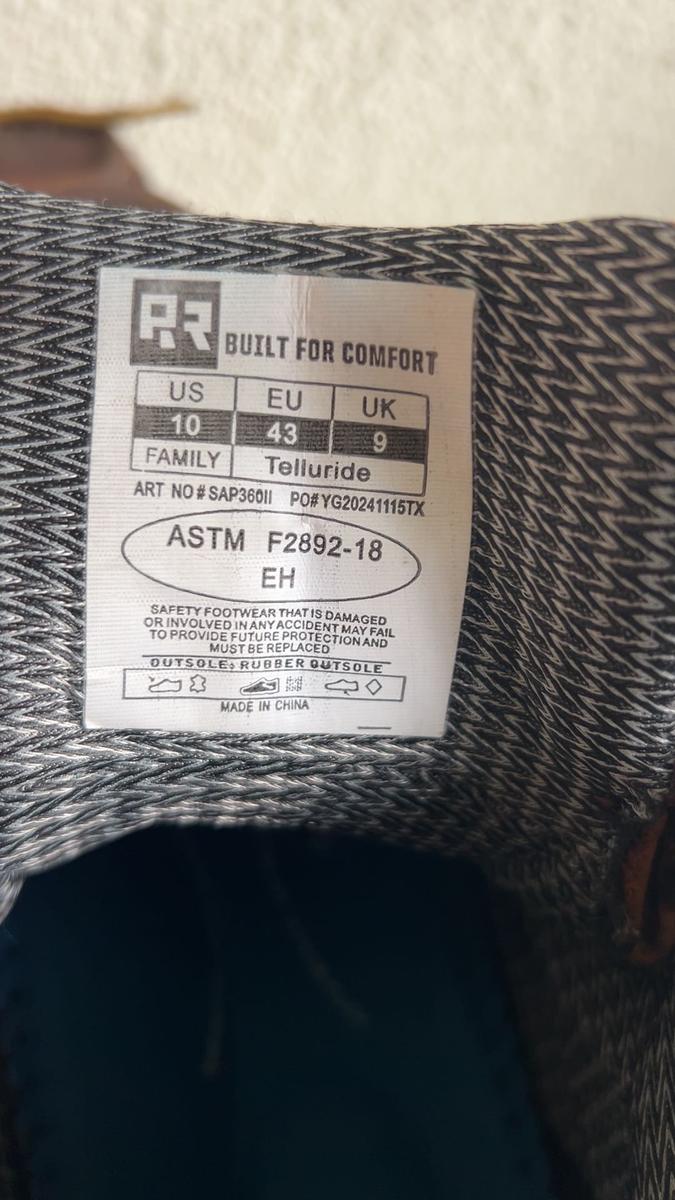 RR BUILT FOR COMFORT
US EU UK
10 43 9
FAMILY Telluride
ART NO#SAP360II PO#YG20241115TX
ASTM F2892-18
EH
SAFETY FOOTWEAR THAT IS DAMAGED
OR INVOLVED IN ANY ACCIDENT MAY FAIL
TO PROVIDE FUTURE PROTECTION AND
MUST BE REPLACED
OUTSOLE: RUBBER OUTSOLE
MADE IN CHINA